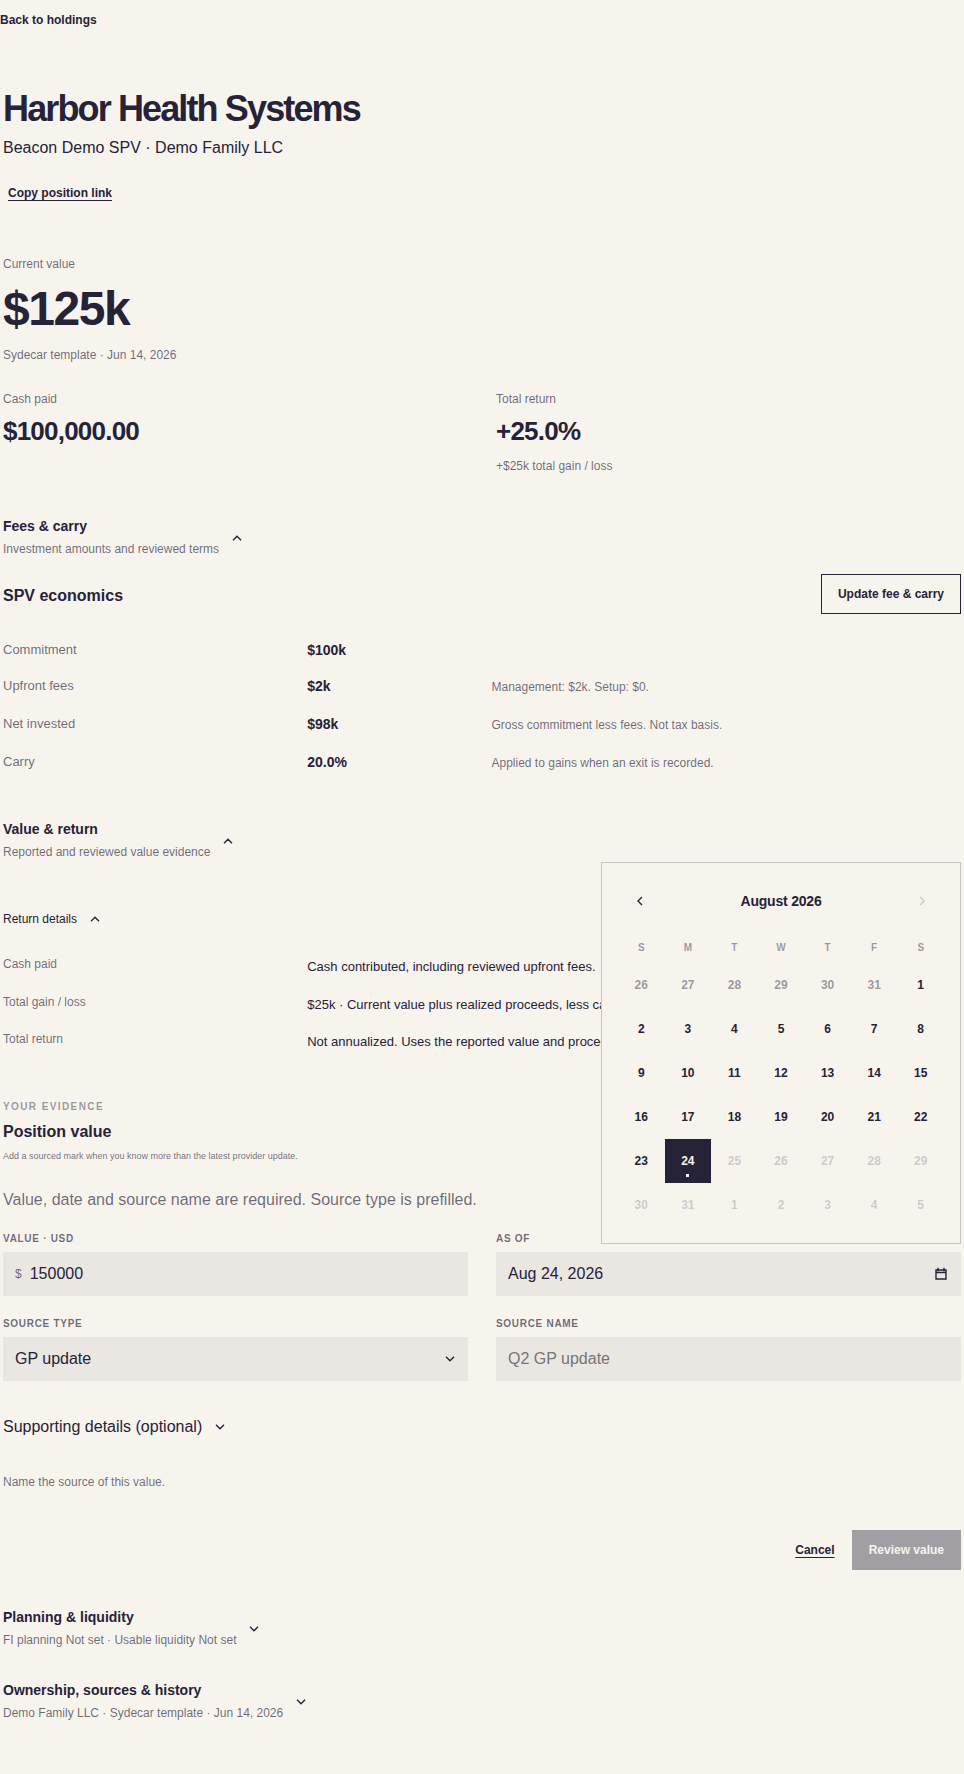 Back to holdings
Harbor Health Systems
Beacon Demo SPV · Demo Family LLC
Copy position link
Current value
$125k
Sydecar template · Jun 14, 2026
Cash paid
$100,000.00
Total return
+25.0%
+$25k total gain / loss
Fees & carry
Investment amounts and reviewed terms
SPV economics
Update fee & carry
Commitment $100k
Upfront fees $2k Management: $2k. Setup: $0.
Net invested $98k Gross commitment less fees. Not tax basis.
Carry 20.0% Applied to gains when an exit is recorded.
Value & return
Reported and reviewed value evidence
Return details
Cash paid Cash contributed, including reviewed upfront fees.
Total gain / loss $25k · Current value plus realized proceeds, less
Total return Not annualized. Uses the reported value and
August 2026
S M T W T F S
26 27 28 29 30 31 1
2 3 4 5 6 7 8
9 10 11 12 13 14 15
16 17 18 19 20 21 22
23 24 25 26 27 28 29
30 31 1 2 3 4 5
YOUR EVIDENCE
Position value
Add a sourced mark when you know more than the latest provider update.
Value, date and source name are required. Source type is prefilled.
VALUE · USD
$ 150000
AS OF
Aug 24, 2026
SOURCE TYPE
GP update
SOURCE NAME
Q2 GP update
Supporting details (optional)
Name the source of this value.
Cancel
Review value
Planning & liquidity
FI planning Not set · Usable liquidity Not set
Ownership, sources & history
Demo Family LLC · Sydecar template · Jun 14, 2026